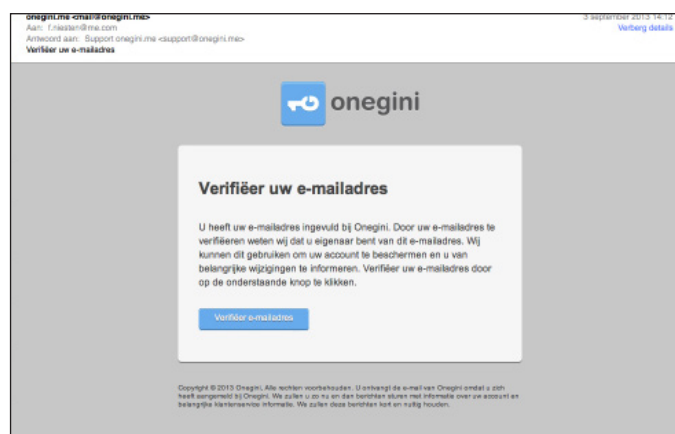 onegini.me <mail@onegini.me>
3 september 2013 14:12
Aan: f.niesten@me.com
Verberg details
Antwoord aan: Support onegini.me <support@onegini.me>
Verifiëer uw e-mailadres
onegini
Verifiëer uw e-mailadres
U heeft uw e-mailadres ingevuld bij Onegini. Door uw e-mailadres te
verifiëeren weten wij dat u eigenaar bent van dit e-mailadres. Wij
kunnen dit gebruiken om uw account te beschermen en u van
belangrijke wijzigingen te informeren. Verifiëer uw e-mailadres door
op de onderstaande knop te klikken.
Verifiëer e-mailadres
Copyright © 2013 Onegini, Alle rechten voorbehouden. U ontvangt de e-mail van Onegini omdat u zich
heeft aangemeld bij Onegini. We zullen u zo nu en dan berichten sturen met informatie over uw account en
belangrijke klantenservice informatie. We zullen deze berichten kort en nuttig houden.